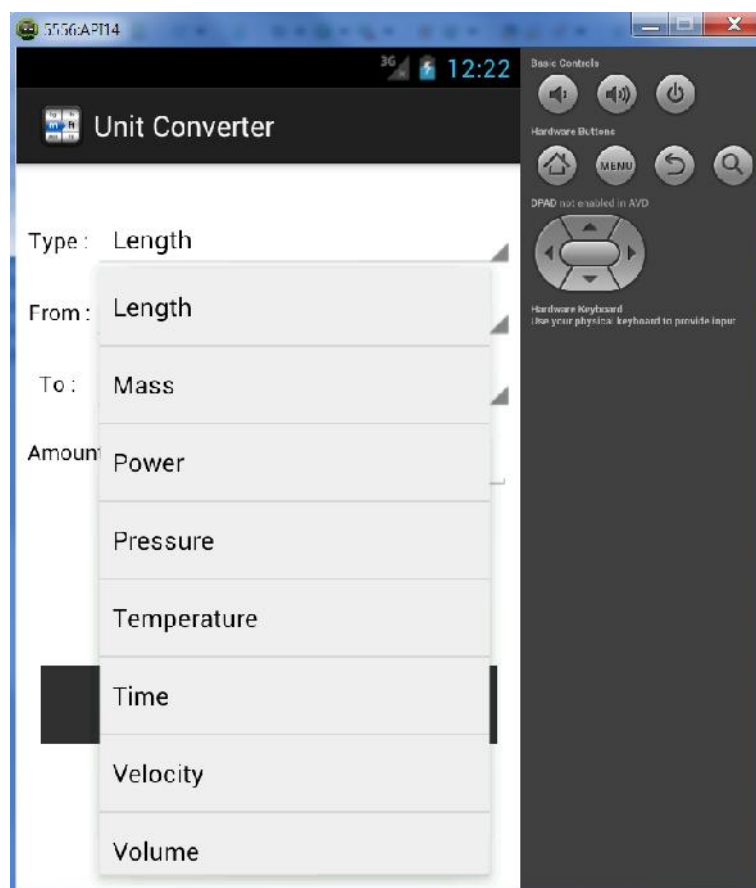 5556:API14
3G 12:22
Unit Converter
Type : Length
From :
To :
Amount
Length
Mass
Power
Pressure
Temperature
Time
Velocity
Volume
Basic Controls
Hardware Buttons
MENU
DPAD not enabled in AVD
Hardware Keyboard
Use your physical keyboard to provide input